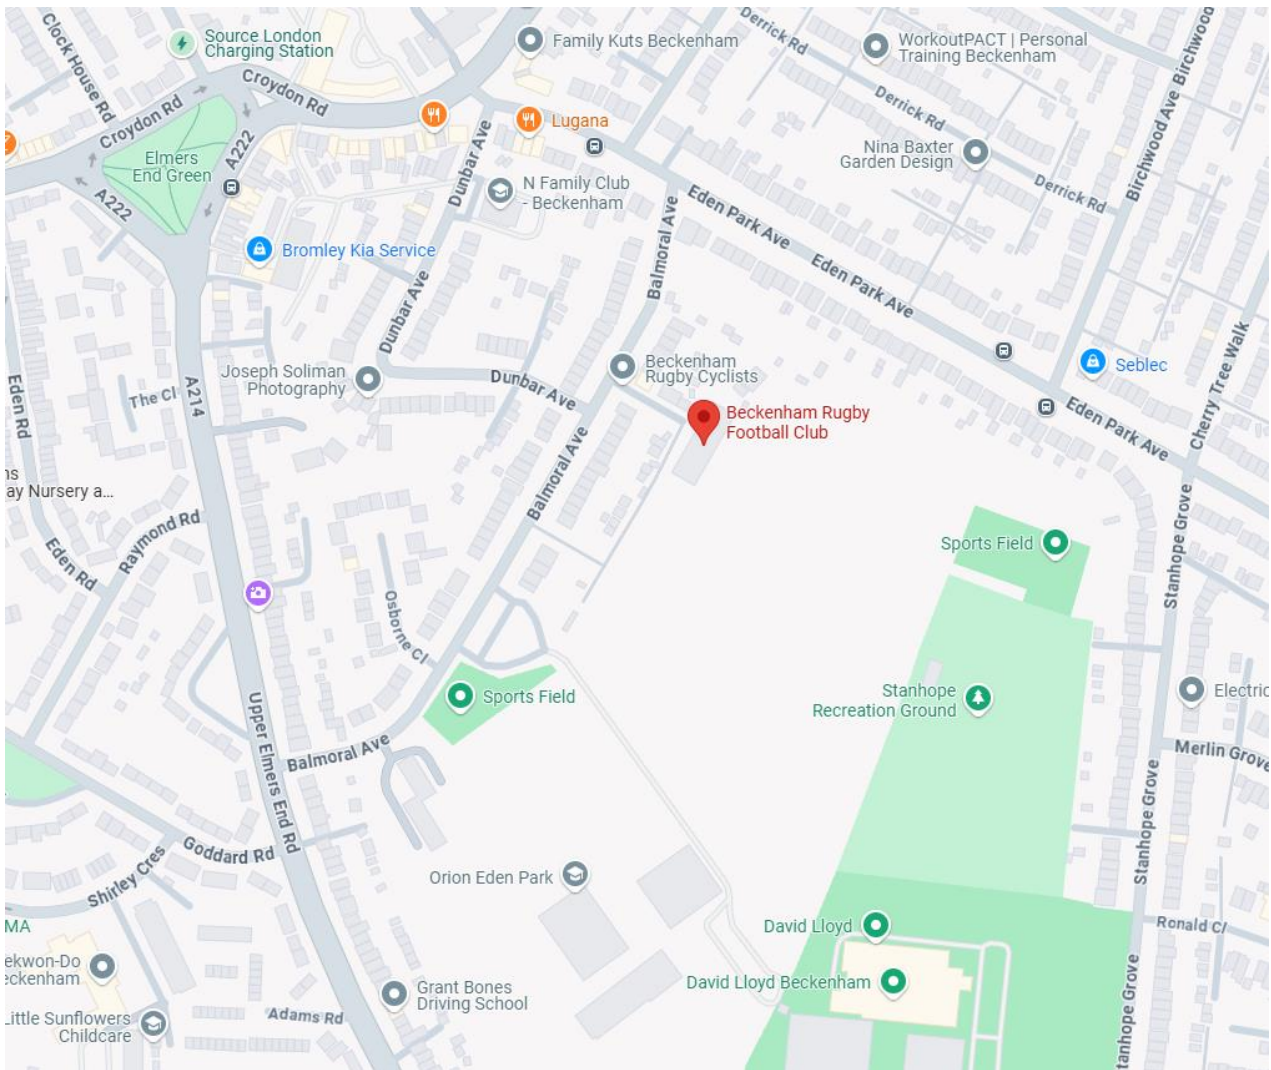 Clock House Rd
Source London
Charging Station
Croydon Rd
Croydon Rd
Family Kuts Beckenham
Derrick Rd
WorkoutPACT | Personal
Training Beckenham
Birchwood
Birchwood Ave
Derrick Rd
Lugana
Elmers
End Green
A222
A222
Dunbar Ave
N Family Club
- Beckenham
Nina Baxter
Garden Design
Derrick Rd
Eden Park Ave
Balmoral Ave
Bromley Kia Service
Eden Park Ave
Dunbar Ave
Beckenham
Rugby Cyclists
Joseph Soliman
Photography
Dunbar Ave
Seblec
Cherry Tree Walk
Eden Rd
The Cl
A214
Beckenham Rugby
Football Club
Eden Park Ave
ns
ay Nursery a...
Balmoral Ave
Raymond Rd
Eden Rd
Stanhope Grove
Sports Field
Osborne Cl
Sports Field
Stanhope
Recreation Ground
Electric
Upper Elmers End Rd
Balmoral Ave
Merlin Grove
Stanhope Grove
Goddard Rd
Shirley Cres
Orion Eden Park
MA
David Lloyd
Ronald Cl
ekwon-Do
eckenham
David Lloyd Beckenham
Grant Bones
Driving School
Little Sunflowers
Childcare
Adams Rd
tanhope Grove